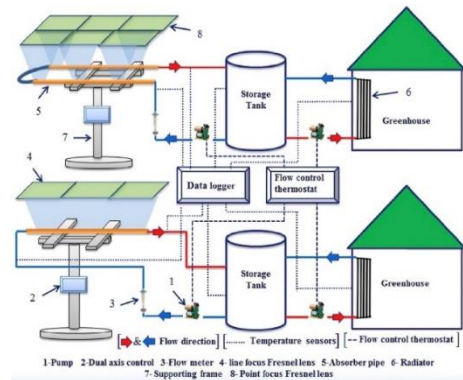 8
Storage
Tank
5
6
Greenhouse
7
4
Data logger
Flow control
thermostat
1
Storage
Tank
Greenhouse
2
3
[ & Flow direction] [ Temperature sensors] [ Flow control thermostat]
1-Pump 2-Dual axis control 3-Flow meter 4- line focus Fresnel lens 5-Absorber pipe 6- Radiator
7- Supporting frame 8- Point focus Fresnel lens